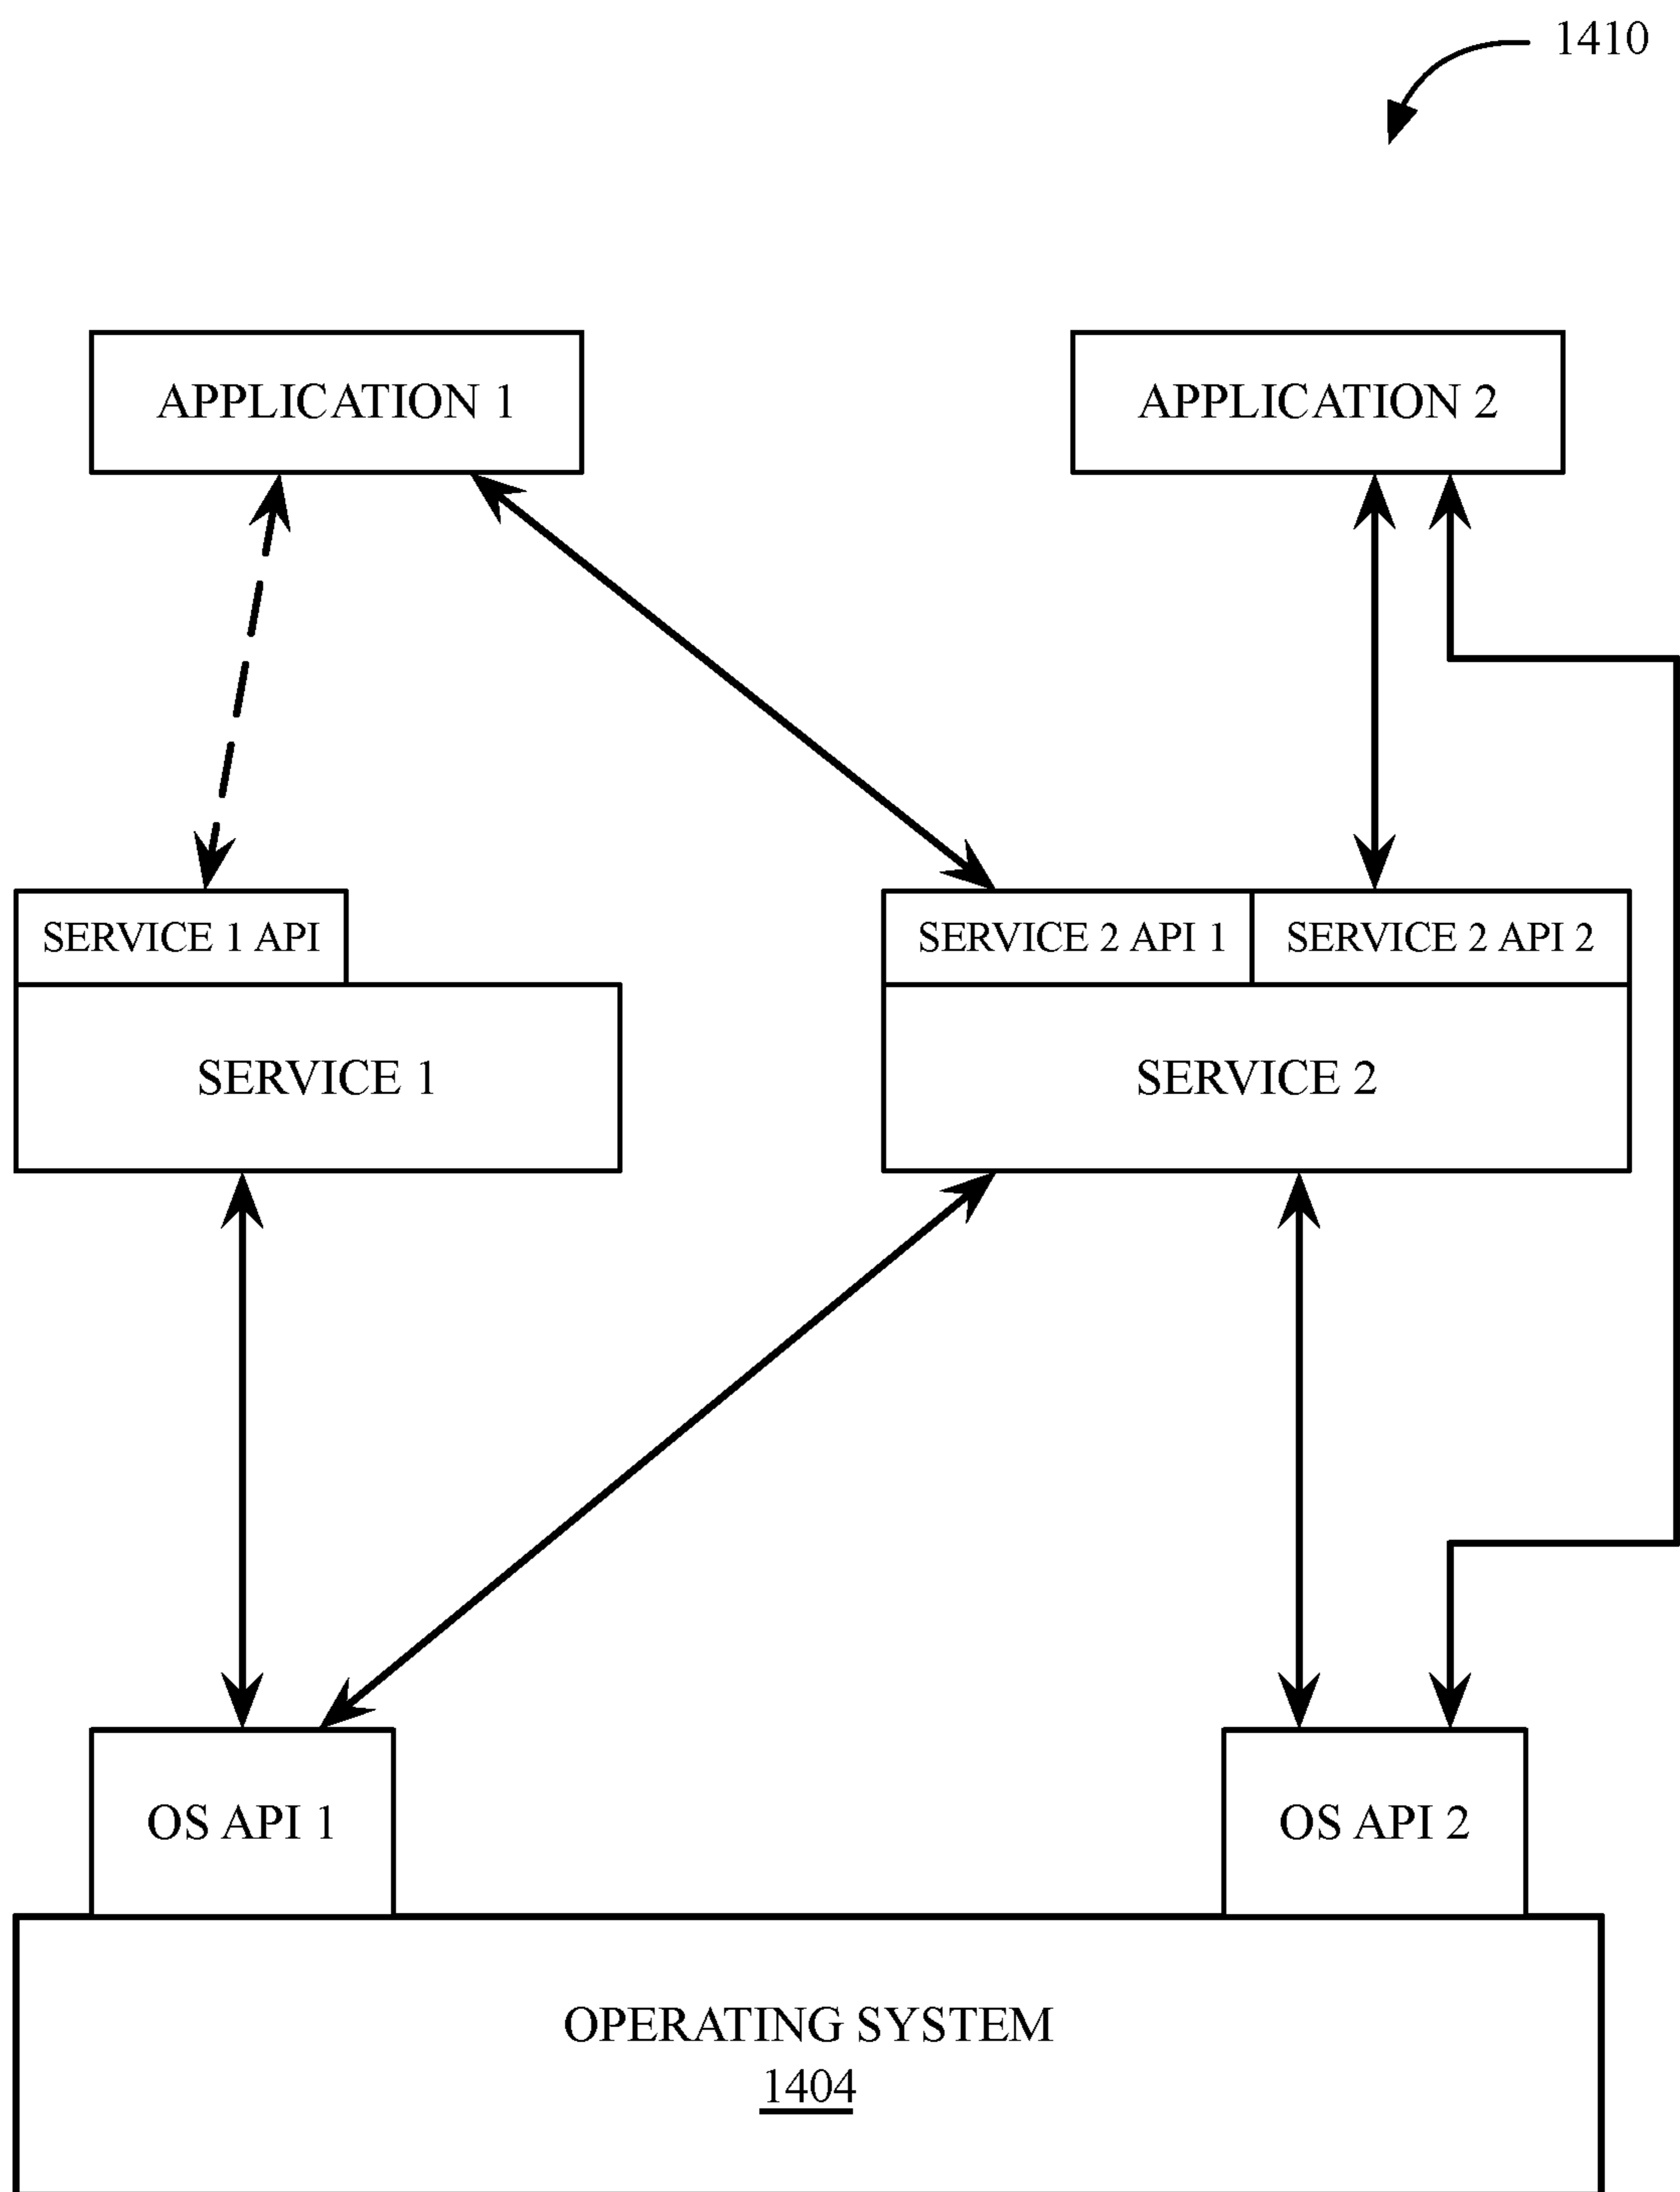 1410
APPLICATION 1
APPLICATION 2
SERVICE 1 API
SERVICE 2 API 1
SERVICE 2 API 2
SERVICE 1
SERVICE 2
OS API 1
OS API 2
OPERATING SYSTEM
1404